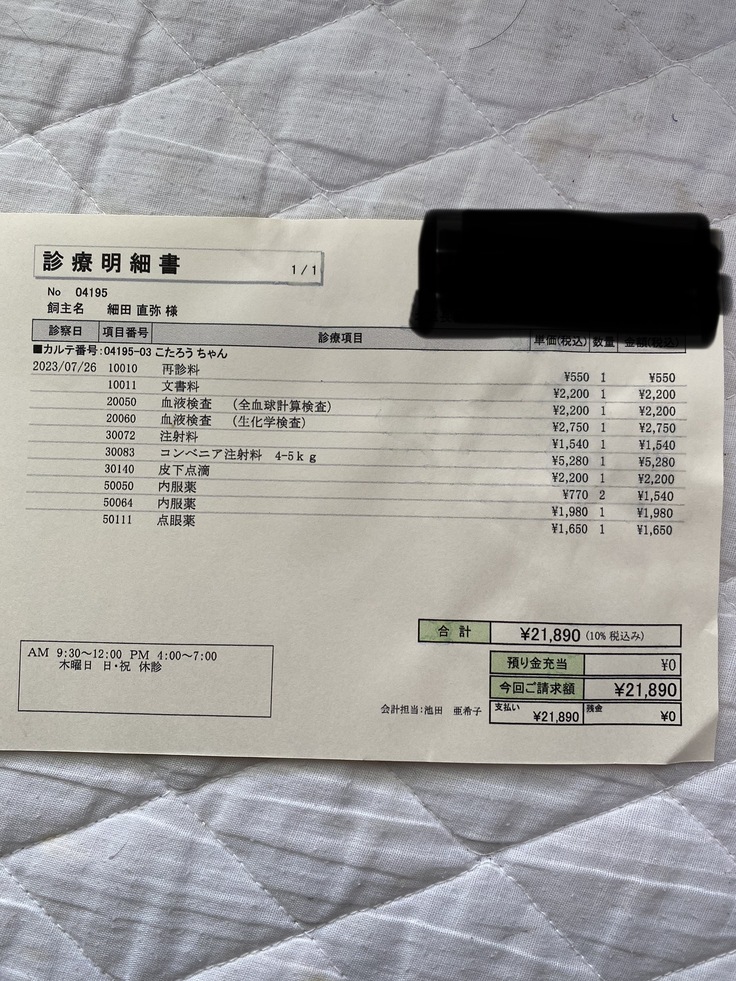 診療明細書 1/1
No 04195
飼主名 細田 直弥 様
診察日 項目番号 診療項目 単価(税込) 数量 金額(税込)
■カルテ番号:04195-03 こたろうちゃん
2023/07/26 10010 再診料 ¥550 1 ¥550
10011 文書料 ¥2,200 1 ¥2,200
20050 血液検査 (全血球計算検査) ¥2,200 1 ¥2,200
20060 血液検査 (生化学検査) ¥2,750 1 ¥2,750
30072 注射料 ¥1,540 1 ¥1,540
30083 コンベニア注射料 4-5kg ¥5,280 1 ¥5,280
30140 皮下点滴 ¥2,200 1 ¥2,200
50050 内服薬 ¥770 2 ¥1,540
50064 内服薬 ¥1,980 1 ¥1,980
50111 点眼薬 ¥1,650 1 ¥1,650
合計 ¥21,890 (10% 税込み)
AM 9:30～12:00 PM 4:00～7:00
木曜日 日・祝 休診
預り金充当 ¥0
今回ご請求額 ¥21,890
会計担当:池田 亜希子 支払い ¥21,890 残金 ¥0